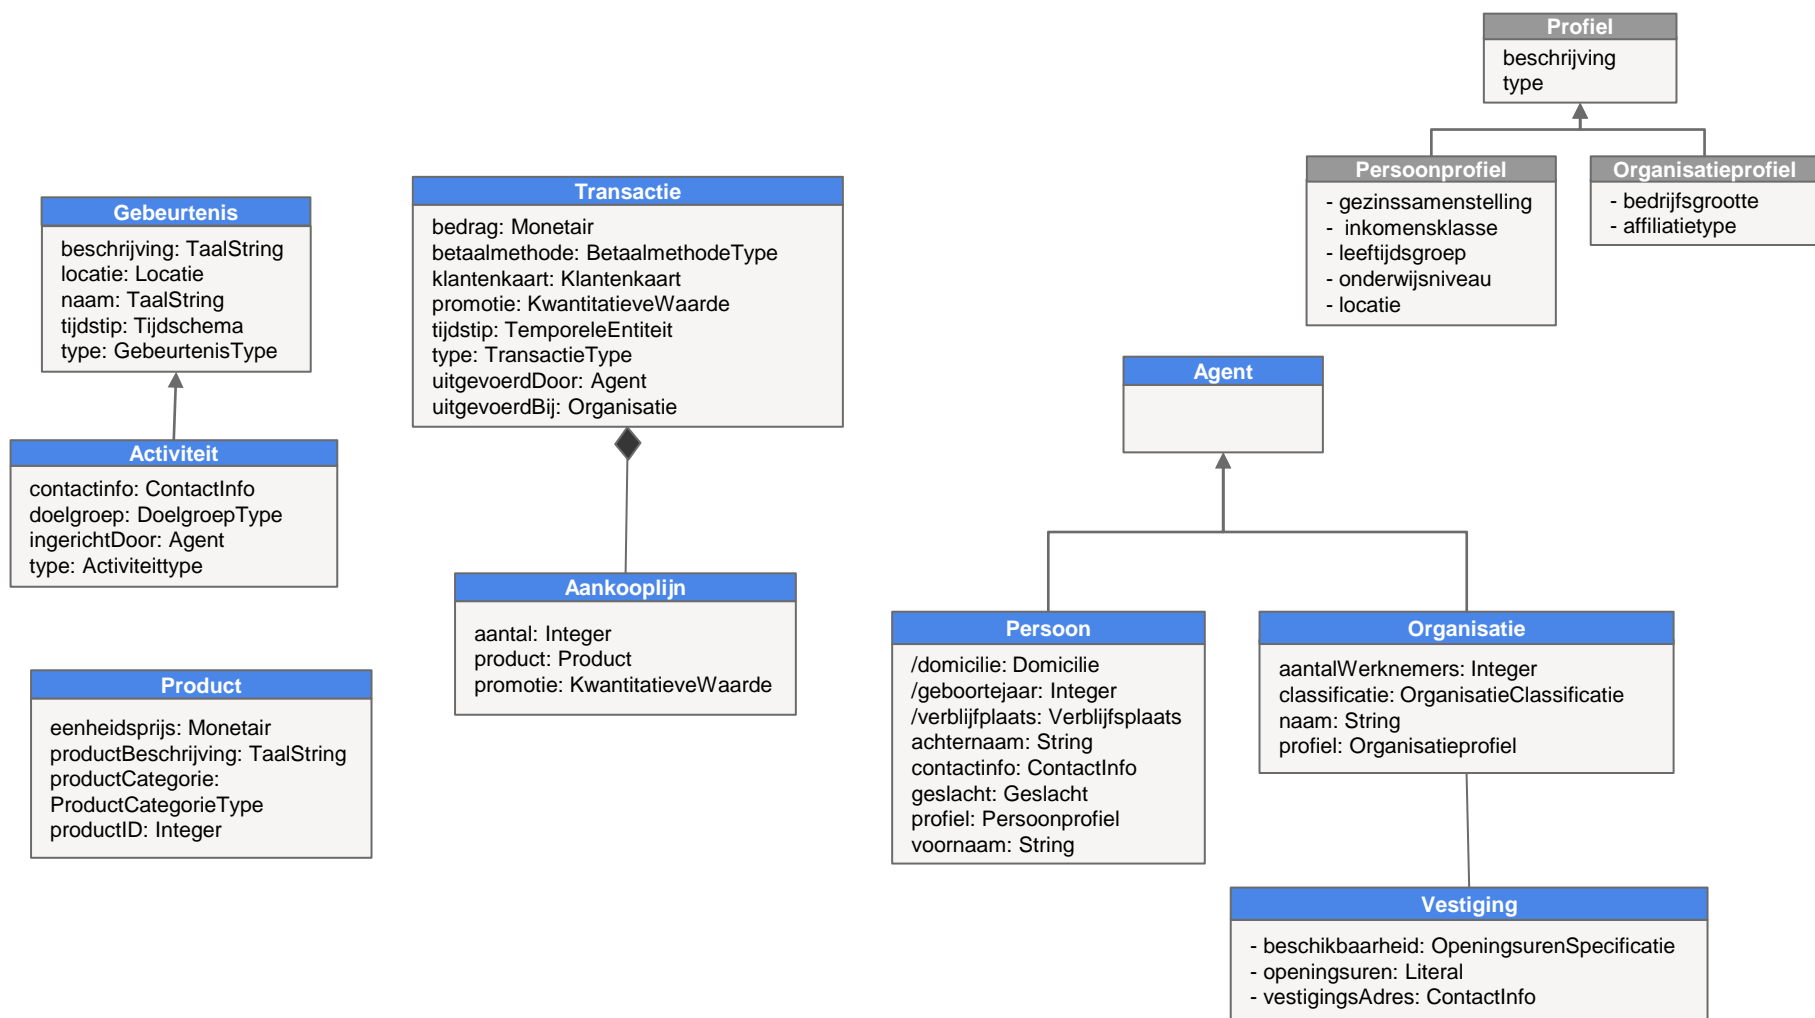 Profiel
beschrijving
type
Persoonprofiel
- gezinssamenstelling
- inkomensklasse
- leeftijdsgroep
- onderwijsniveau
- locatie
Organisatieprofiel
- bedrijfsgrootte
- affiliatietype
Gebeurtenis
beschrijving: TaalString
locatie: Locatie
naam: TaalString
tijdstip: Tijdschema
type: GebeurtenisType
Transactie
bedrag: Monetair
betaalmethode: BetaalmethodeType
klantenkaart: Klantenkaart
promotie: KwantitatieveWaarde
tijdstip: TemporeleEntiteit
type: TransactieType
uitgevoerdDoor: Agent
uitgevoerdBij: Organisatie
Agent
Activiteit
contactinfo: ContactInfo
doelgroep: DoelgroepType
ingerichtDoor: Agent
type: Activiteittype
Aankooplijn
aantal: Integer
product: Product
promotie: KwantitatieveWaarde
Persoon
/domicilie: Domicilie
/geboortejaar: Integer
/verblijfplaats: Verblijfsplaats
achternaam: String
contactinfo: ContactInfo
geslacht: Geslacht
profiel: Persoonprofiel
voornaam: String
Organisatie
aantalWerknemers: Integer
classificatie: OrganisatieClassificatie
naam: String
profiel: Organisatieprofiel
Product
eenheidsprijs: Monetair
productBeschrijving: TaalString
productCategorie:
ProductCategorieType
productID: Integer
Vestiging
- beschikbaarheid: OpeningsurenSpecificatie
- openingsuren: Literal
- vestigingsAdres: ContactInfo